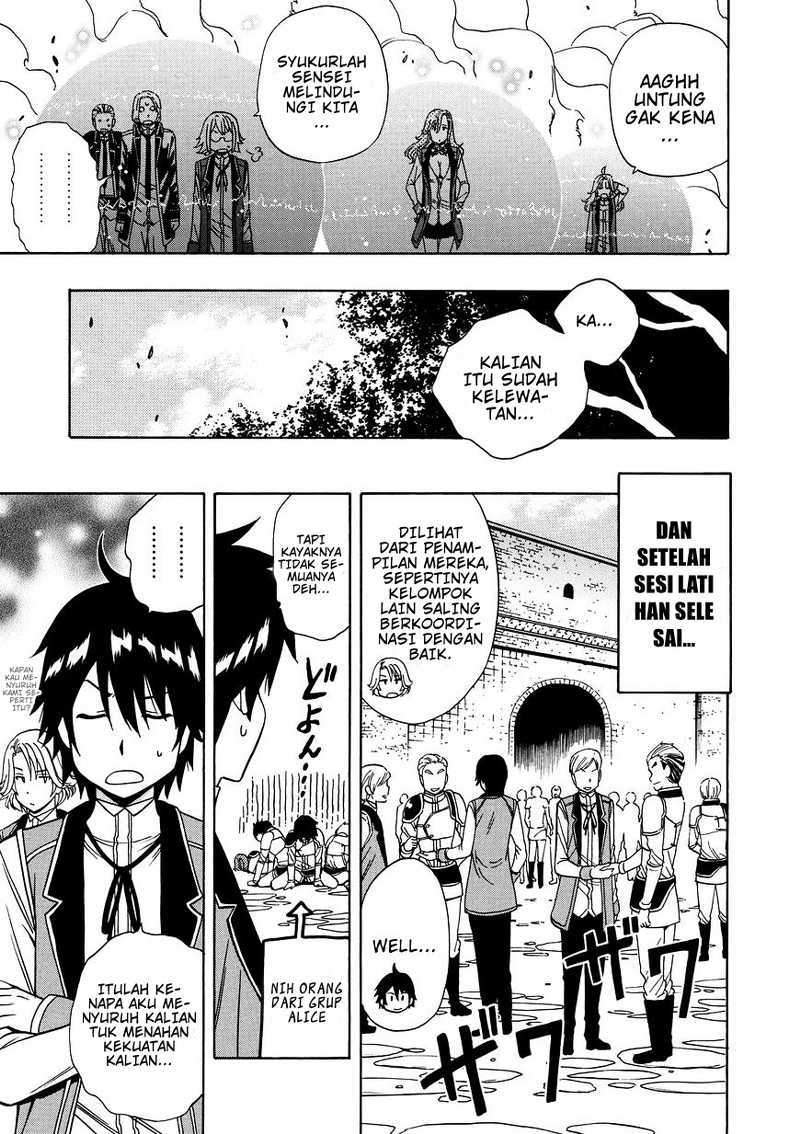 AAGHH
UNTUNG
GAK KENA
...
SYUKURLAH
SENSEI
MELINDU-
NGI KITA
...
.........
KA...
KALIAN
ITU SUDAH
KELEWA-
TAN...
DAN
SETELAH
SESI LATI
HAN SELE
SAI...
DILIHAT
DARI PENAM-
PILAN MEREKA,
SEPERTINYA
KELOMPOK
LAIN SALING
BERKOORDI-
NASI DENGAN
BAIK.
WELL...
ザワ
ザワ
TAPI
KAYAKNYA
TIDAK SE-
MUANYA
DEH...
どよん…
NIH ORANG
DARI GRUP
ALICE
.........
KAPAN
KAU ME-
NYURUH
KAMI SE-
PERTI
ITU?
ITULAH KE-
NAPA AKU ME-
NYURUH KALIAN
TUK MENAHAN
KEKUATAN
KALIAN...